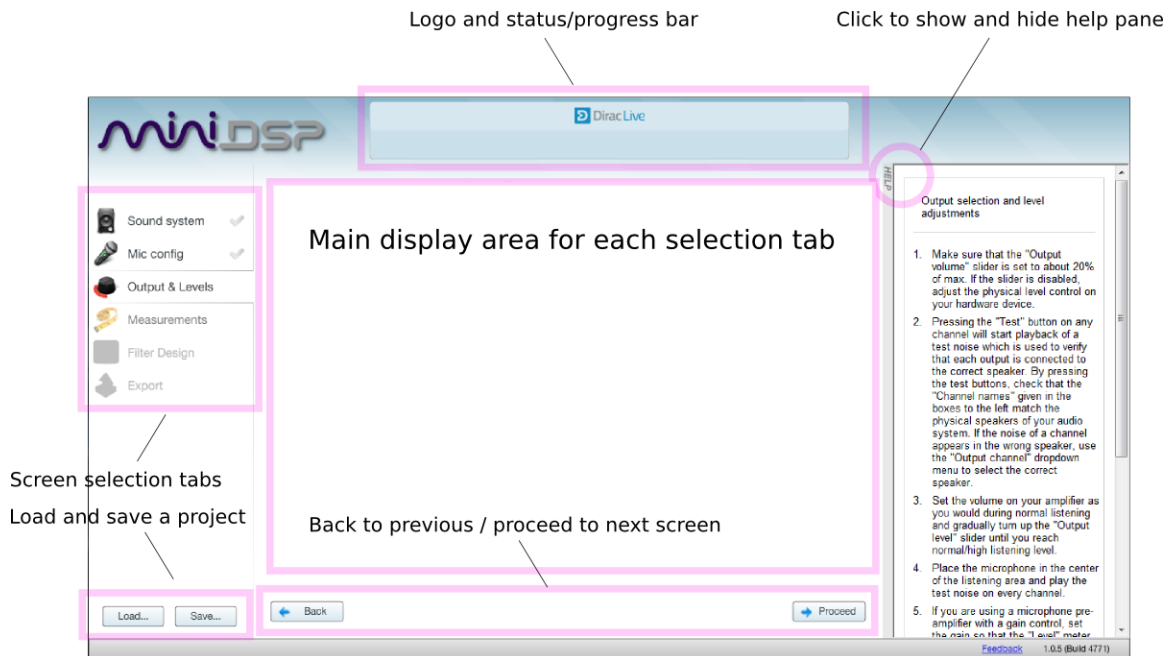 Logo and status/progress bar
Click to show and hide help pane
miniDSP
Dirac Live
HELP
Sound system
Mic config
Output & Levels
Measurements
Filter Design
Export
Main display area for each selection tab
Output selection and level
adjustments
1. Make sure that the "Output
volume" slider is set to about 20%
of max. If the slider is disabled,
adjust the physical level control on
your hardware device.
2. Pressing the "Test" button on any
channel will start playback of a
test noise which is used to verify
that each output is connected to
the correct speaker. By pressing
the test buttons, check that the
"Channel names" given in the
boxes to the left match the
physical speakers of your audio
system. If the noise of a channel
appears in the wrong speaker, use
the "Output channel" dropdown
menu to select the correct
speaker.
3. Set the volume on your amplifier as
you would during normal listening
and gradually turn up the "Output
level" slider until you reach
normal/high listening level.
4. Place the microphone in the center
of the listening area and play the
test noise on every channel.
5. If you are using a microphone pre-
amplifier with a gain control, set
the gain so that the "Level" meter
Screen selection tabs
Load and save a project
Back to previous / proceed to next screen
Load...
Save...
Back
Proceed
Feedback
1.0.5 (Build 4771)